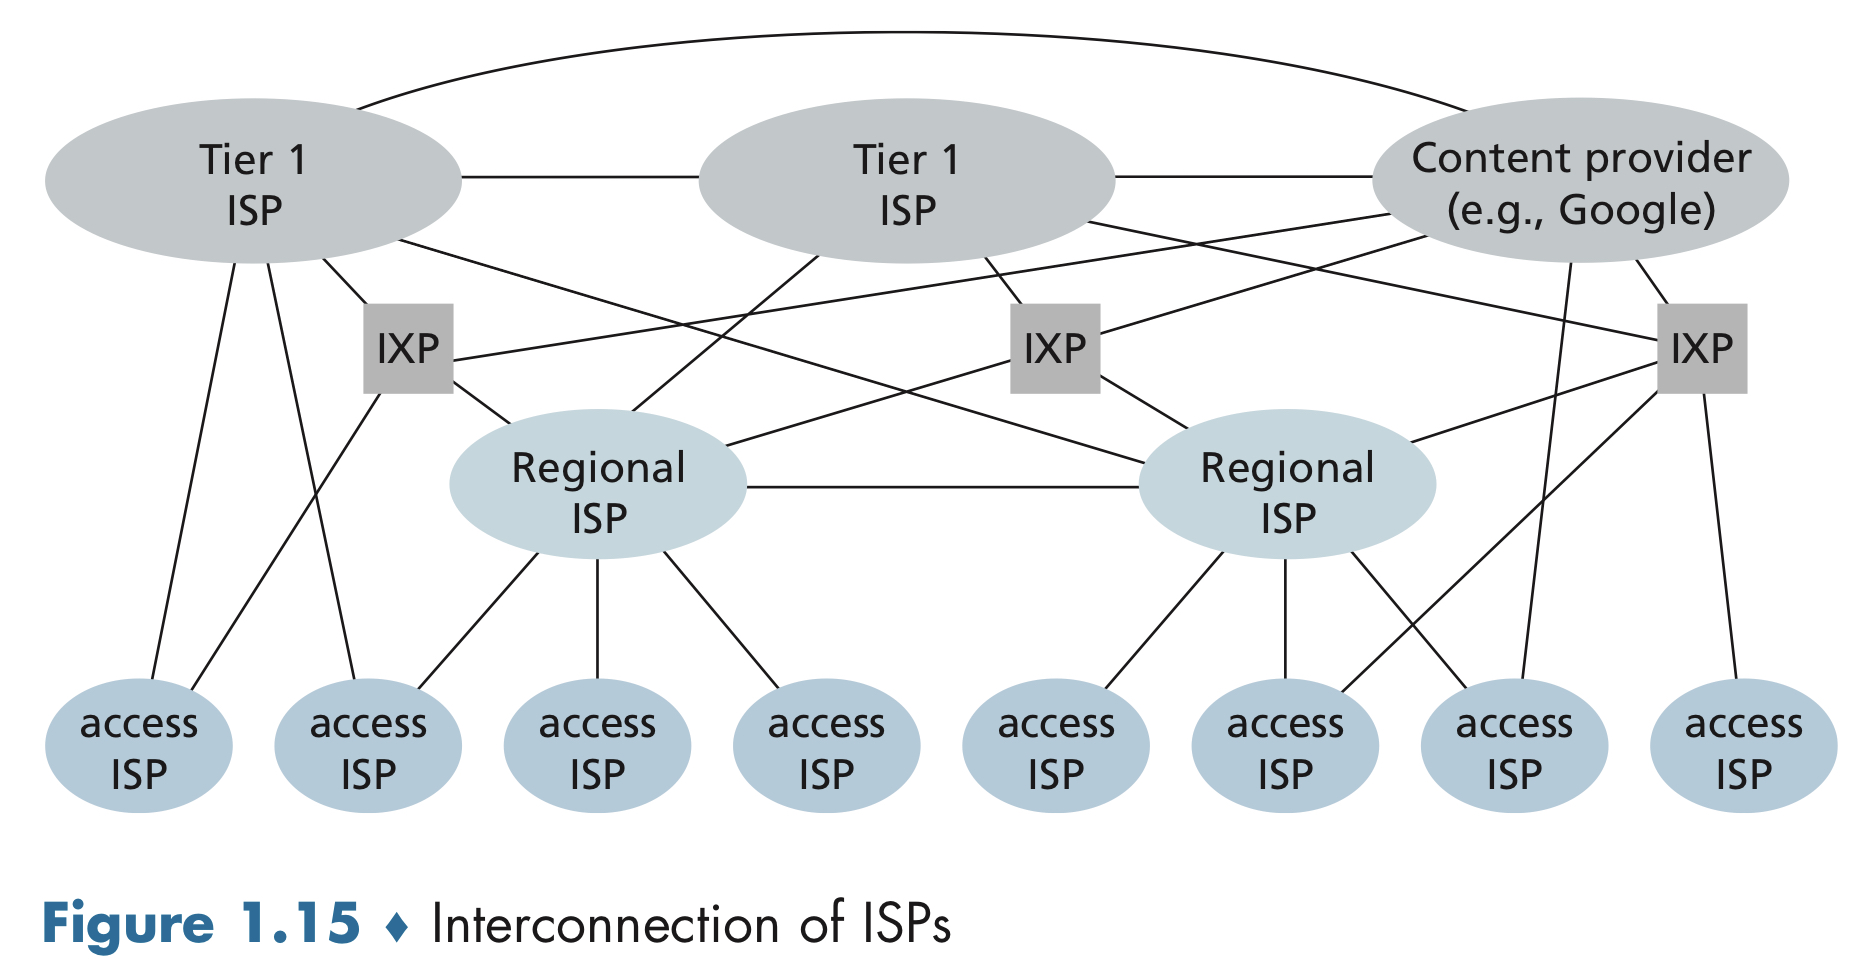 Tier 1
ISP
Tier 1
ISP
Content provider
(e.g., Google)
IXP
IXP
IXP
Regional
ISP
Regional
ISP
access
ISP
access
ISP
access
ISP
access
ISP
access
ISP
access
ISP
access
ISP
access
ISP
Figure 1.15 ♦ Interconnection of ISPs